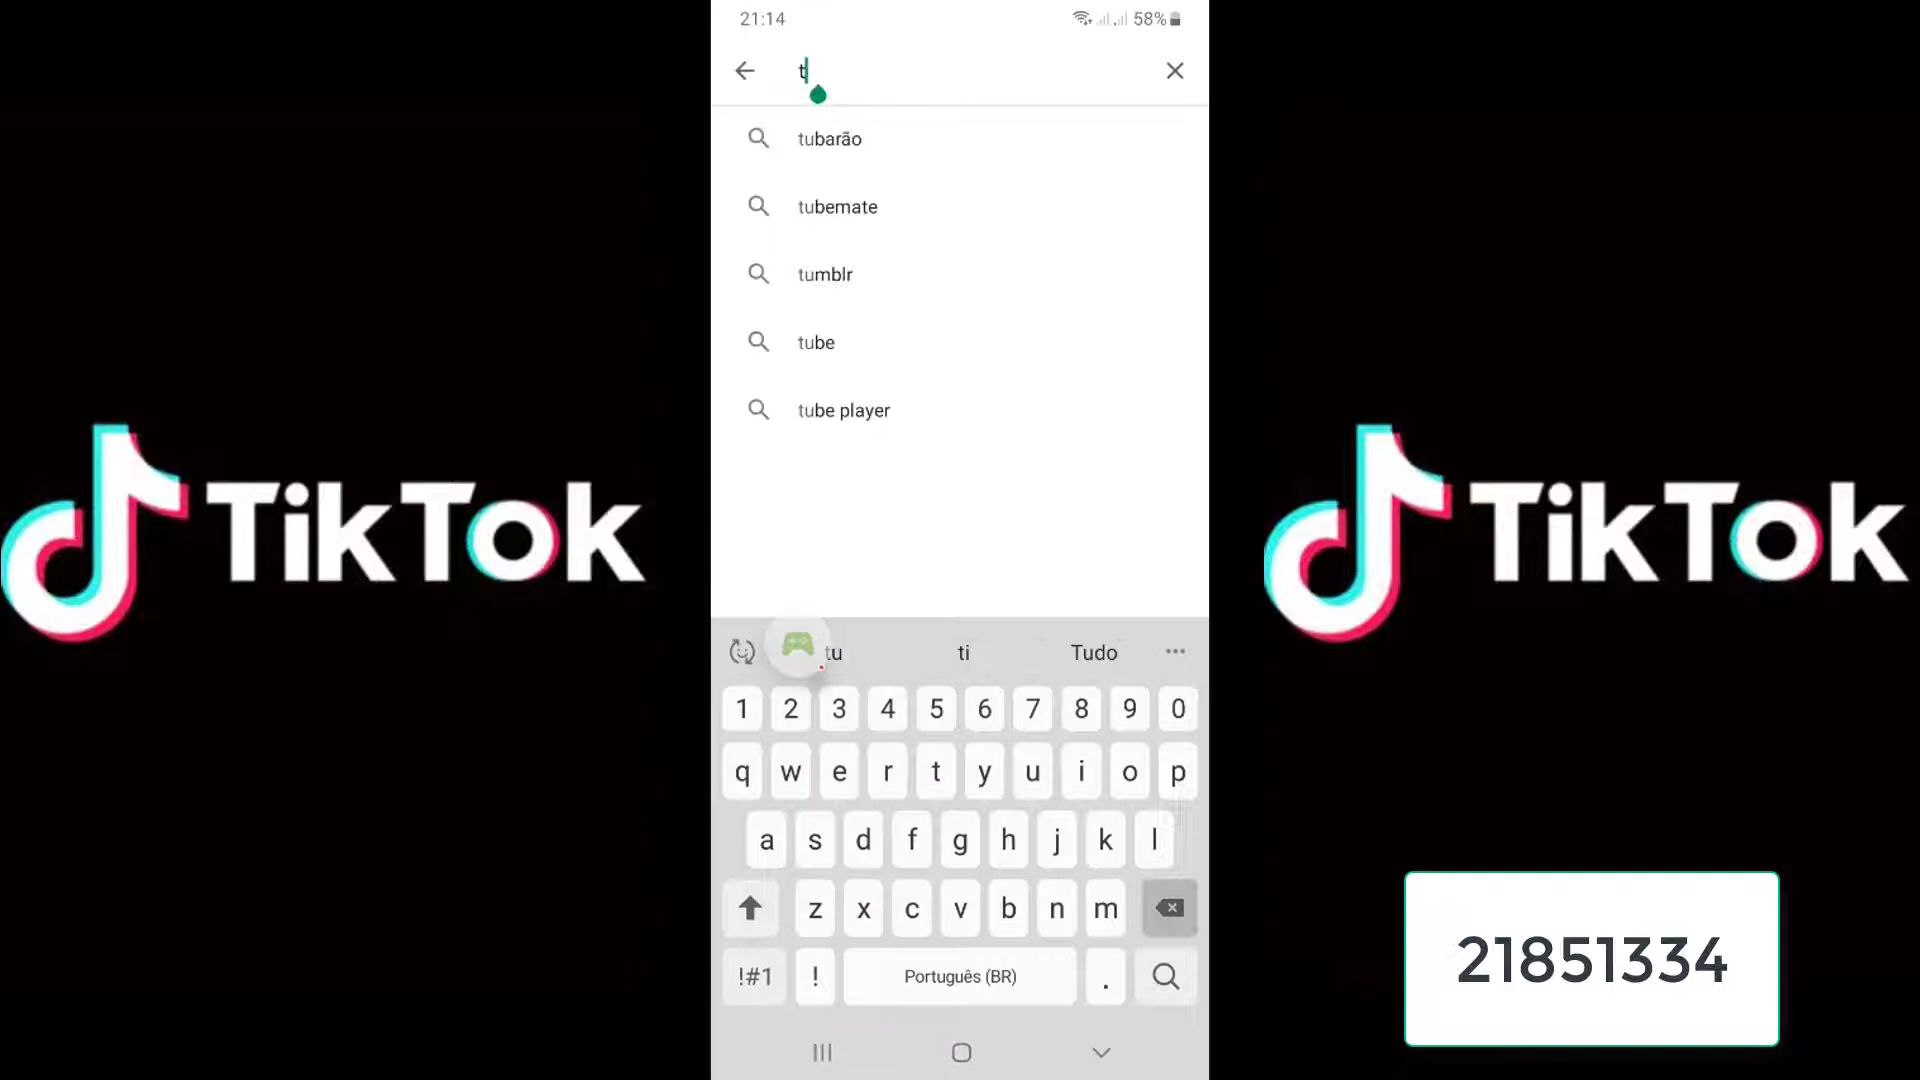 21:14
58%
t
tubarão
tubemate
tumblr
tube
tube player
TikTok
TikTok
tu ti Tudo
1 2 3 4 5 6 7 8 9 0
q w e r t y u i o p
a s d f g h j k l
z x c v b n m
!#1 ! Português (BR) .
21851334